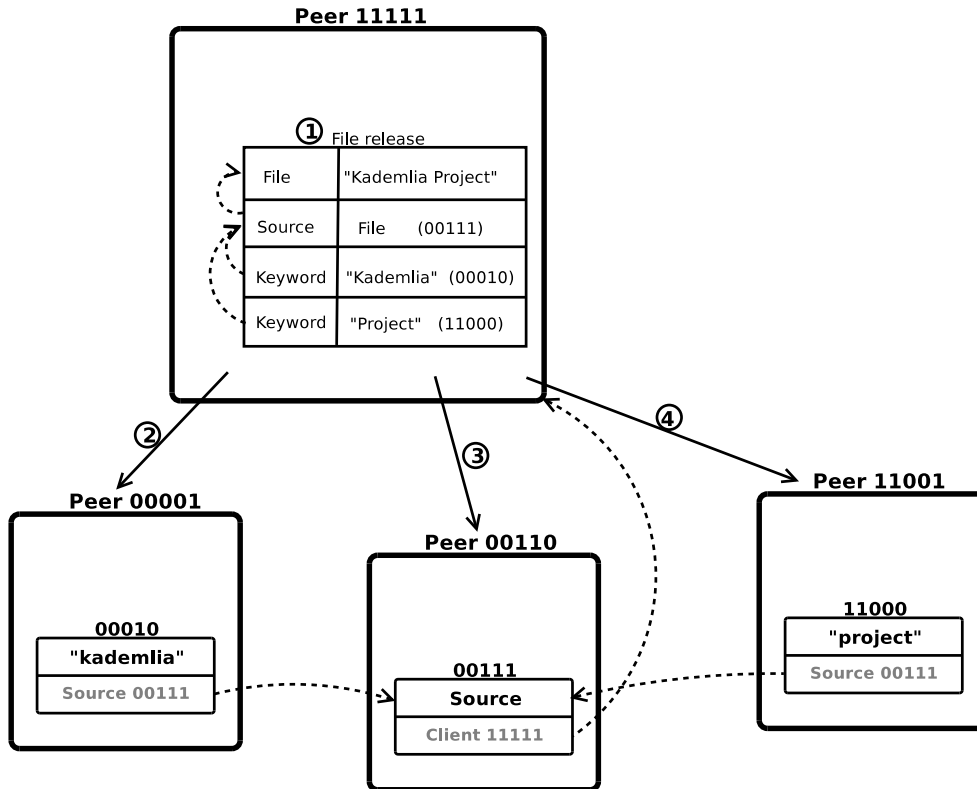 Peer 11111
① File release
File "Kademlia Project"
Source File (00111)
Keyword "Kademlia" (00010)
Keyword "Project" (11000)
②
③
④
Peer 00001
00010
"kademlia"
Source 00111
Peer 00110
00111
Source
Client 11111
Peer 11001
11000
"project"
Source 00111